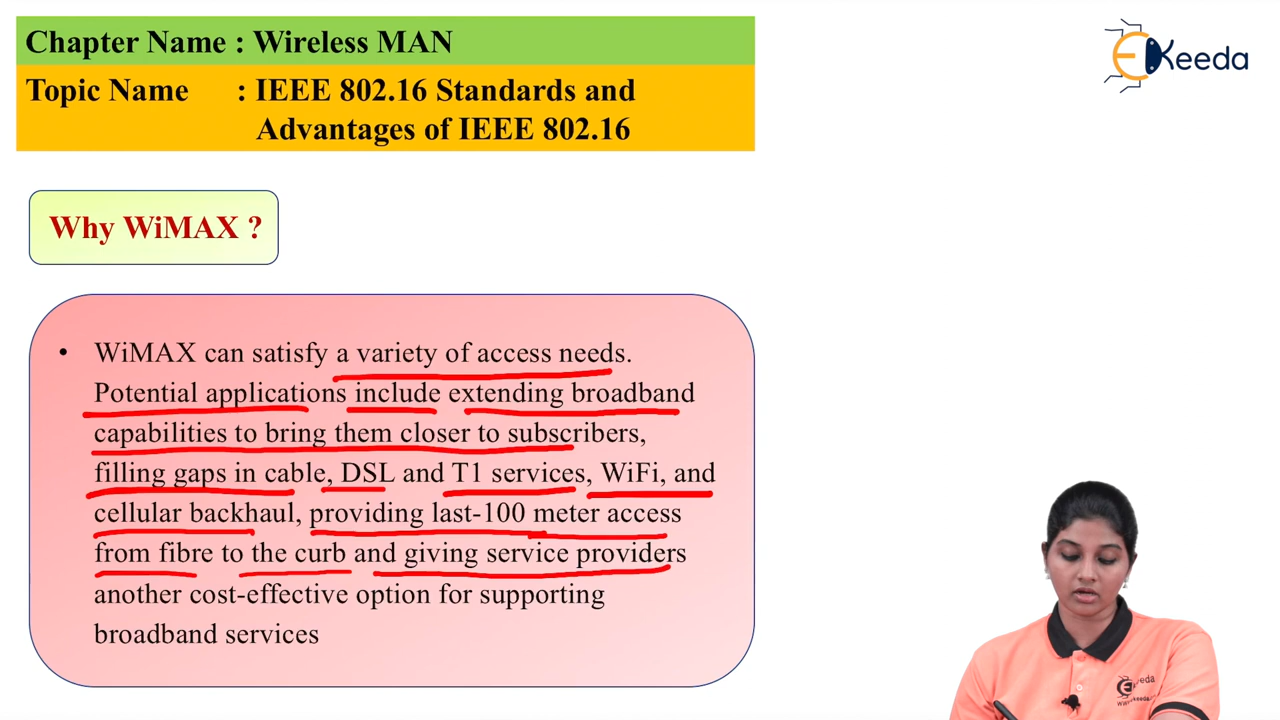 Chapter Name : Wireless MAN
Topic Name : IEEE 802.16 Standards and
Advantages of IEEE 802.16
EKeeda
Why WiMAX ?
• WiMAX can satisfy a variety of access needs.
Potential applications include extending broadband
capabilities to bring them closer to subscribers,
filling gaps in cable, DSL and T1 services, WiFi, and
cellular backhaul, providing last-100 meter access
from fibre to the curb and giving service providers
another cost-effective option for supporting
broadband services